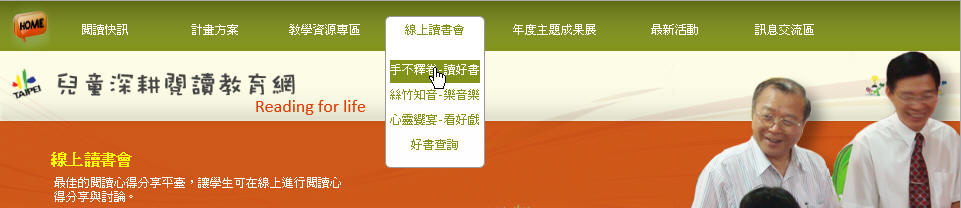 HOME
閱讀快訊
計畫方案
教學資源專區
線上讀書會
年度主題成果展
最新活動
訊息交流區
手不釋卷-讀好書
絲竹知音-樂音樂
心靈饗宴-看好戲
好書查詢
TAIPEI
兒童深耕閱讀教育網
Reading for life
線上讀書會
最佳的閱讀心得分享平臺，讓學生可在線上進行閱讀心
得分享與討論。